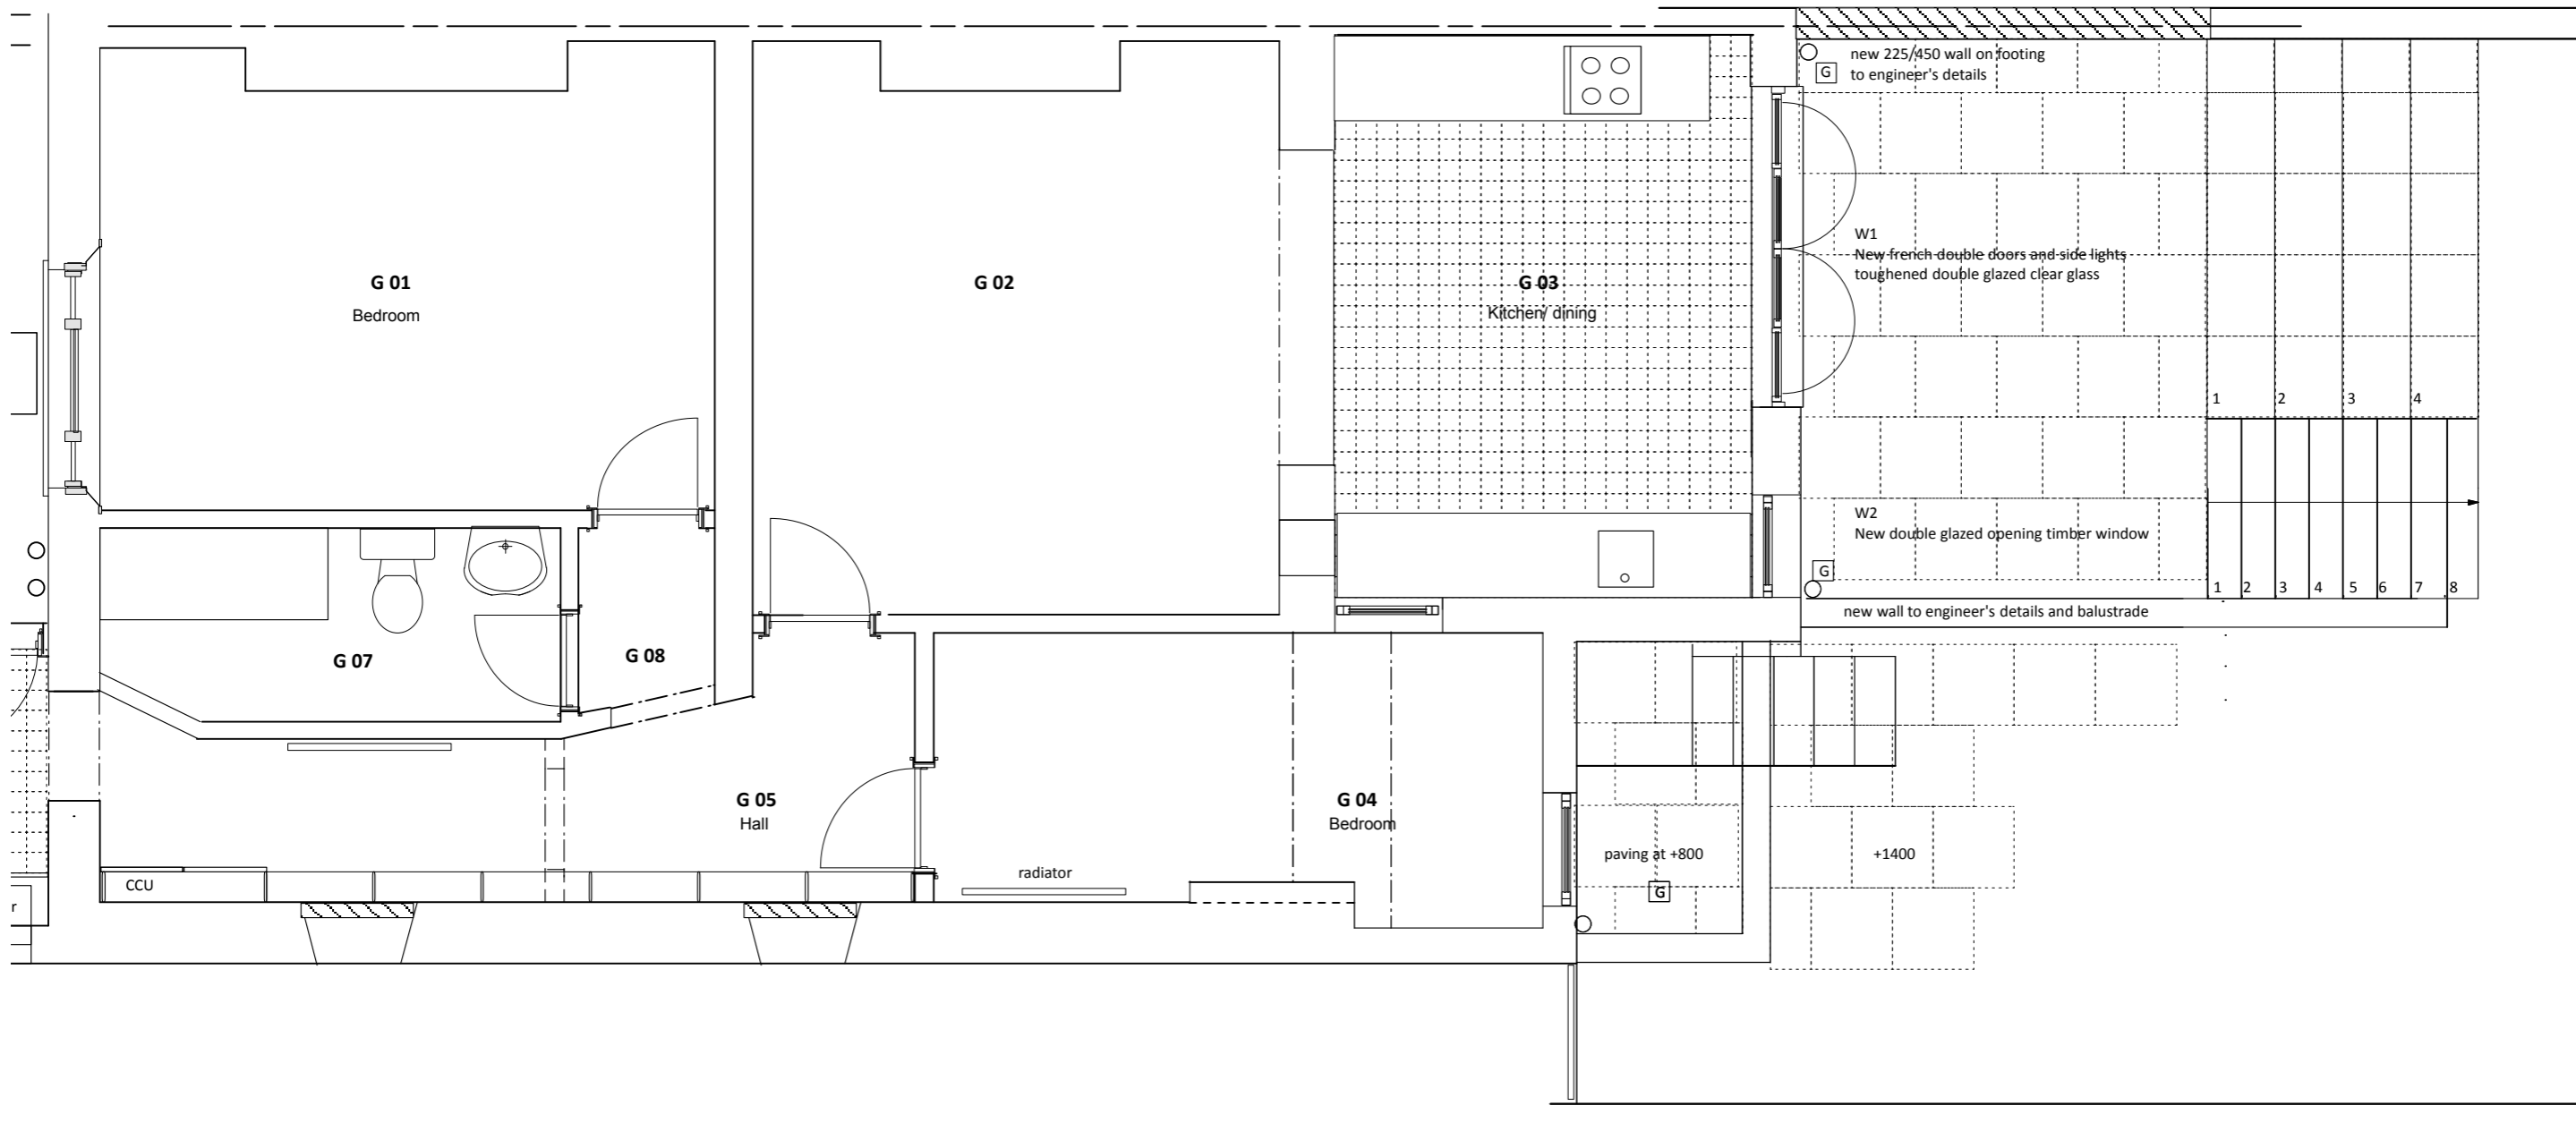 new 225/450 wall on footing
to engineer's details
G
W1
New french double doors and side lights
toughened double glazed clear glass
G 01
Bedroom
G 02
G 03
Kitchen/ dining
1
2
3
4
W2
New double glazed opening timber window
G
1
2
3
4
5
6
7
8
new wall to engineer's details and balustrade
G 07
G 08
G 05
Hall
G 04
Bedroom
paving at +800
+1400
radiator
CCU
G
r